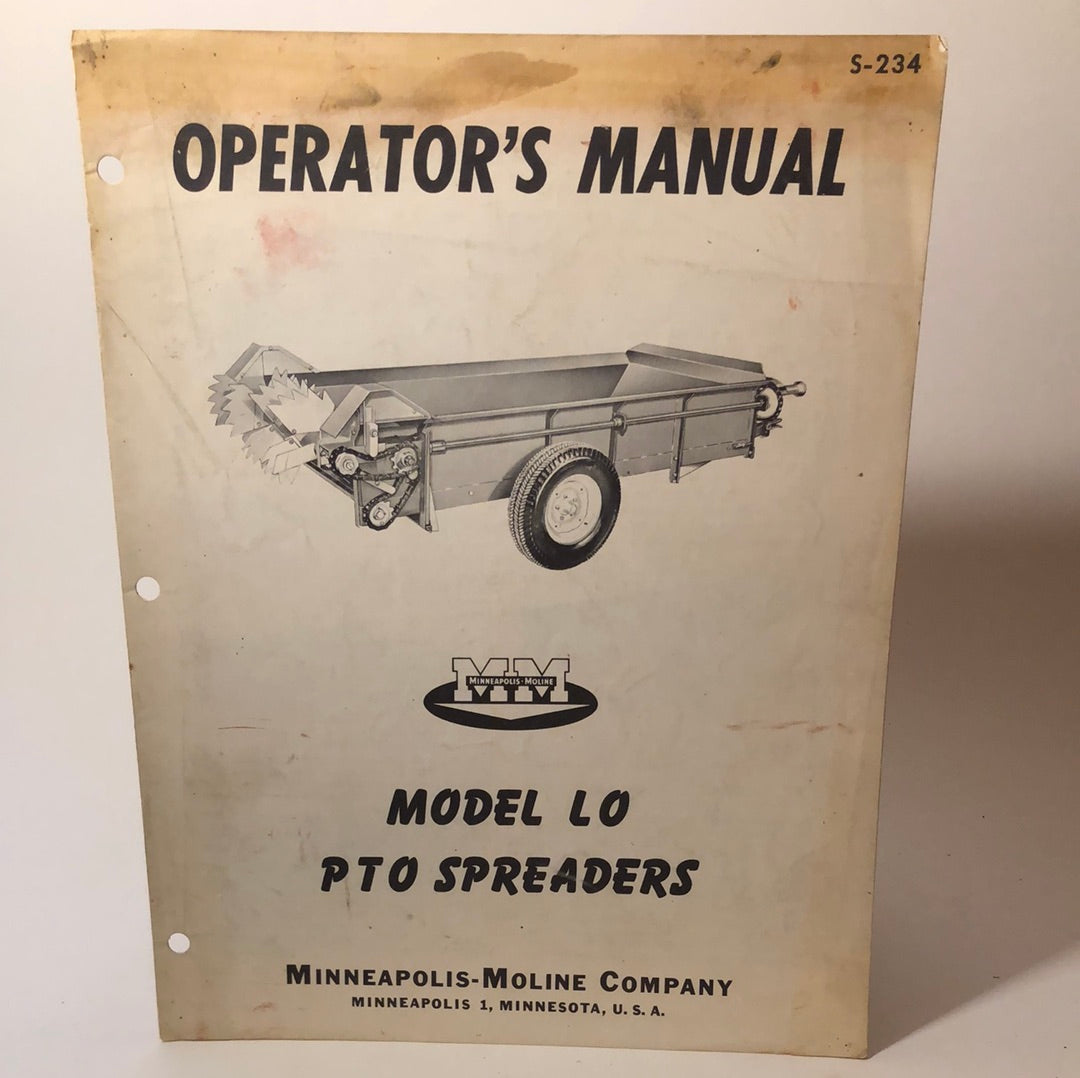 S-234
OPERATOR'S MANUAL
MM
MINNEAPOLIS-MOLINE
MODEL LO
PTO SPREADERS
MINNEAPOLIS-MOLINE COMPANY
MINNEAPOLIS 1, MINNESOTA, U. S. A.